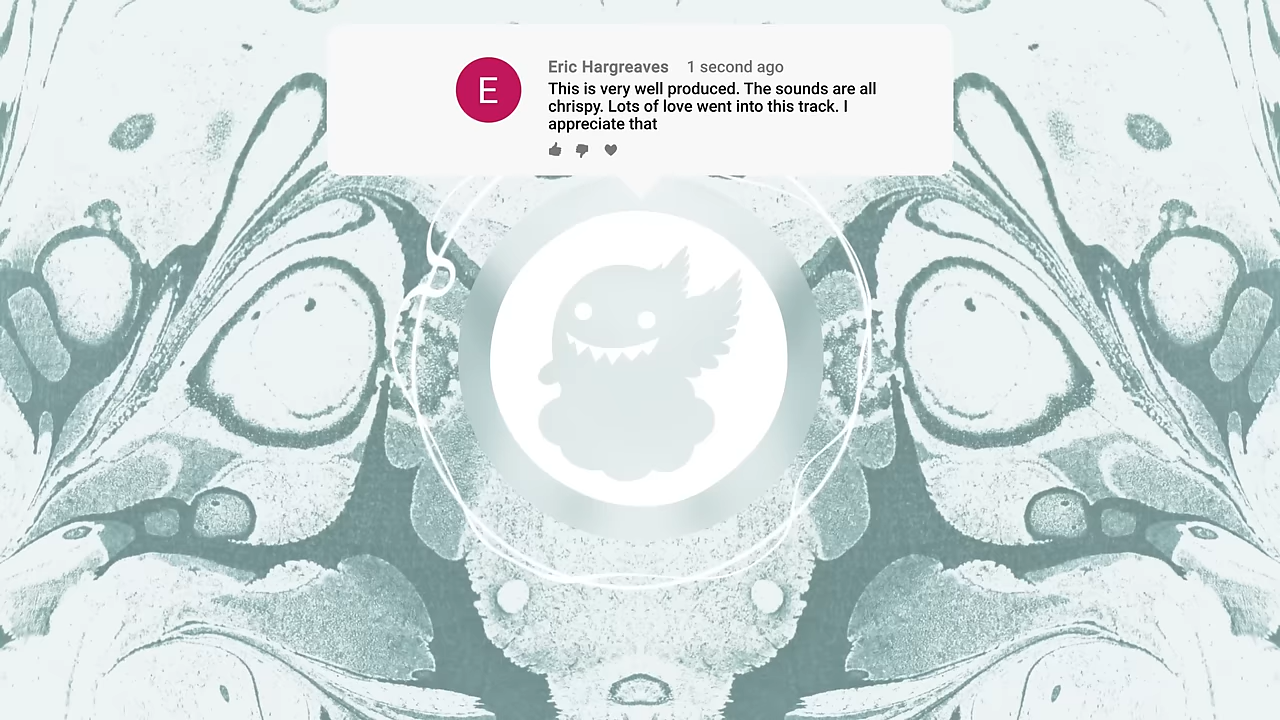 E
Eric Hargreaves 1 second ago
This is very well produced. The sounds are all
chrispy. Lots of love went into this track. I
appreciate that